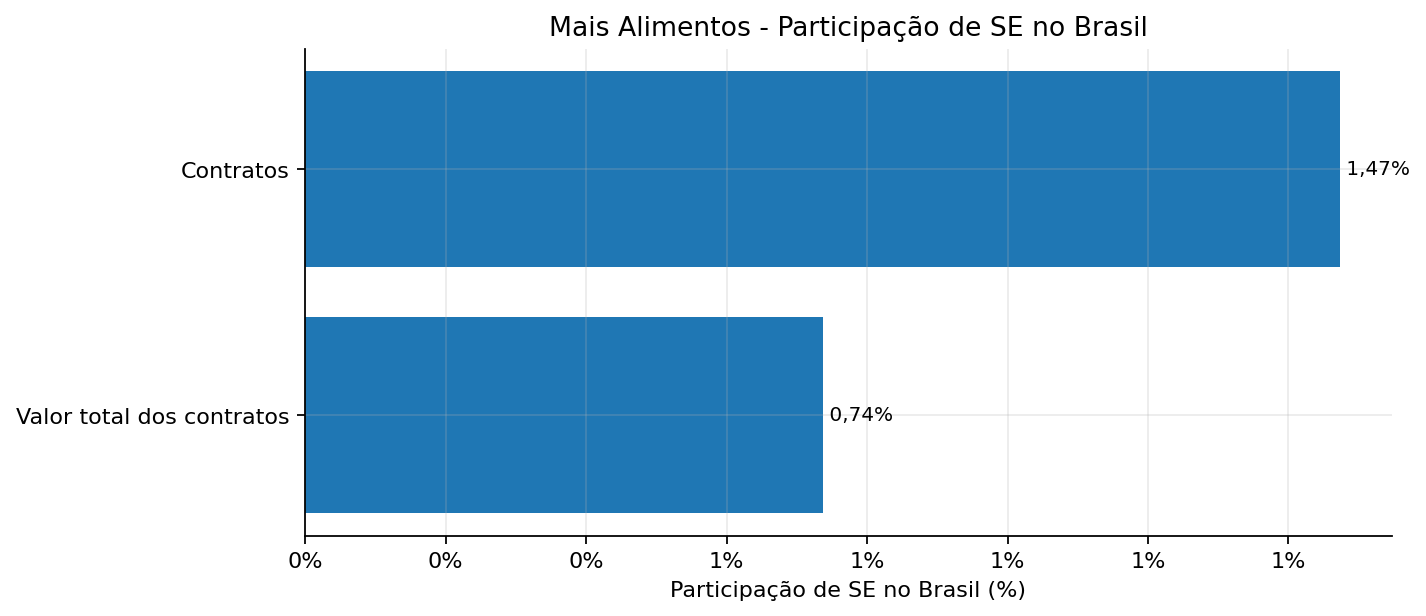 Mais Alimentos - Participação de SE no Brasil
Contratos
1,47%
Valor total dos contratos
0,74%
0% 0% 0% 1% 1% 1% 1% 1%
Participação de SE no Brasil (%)